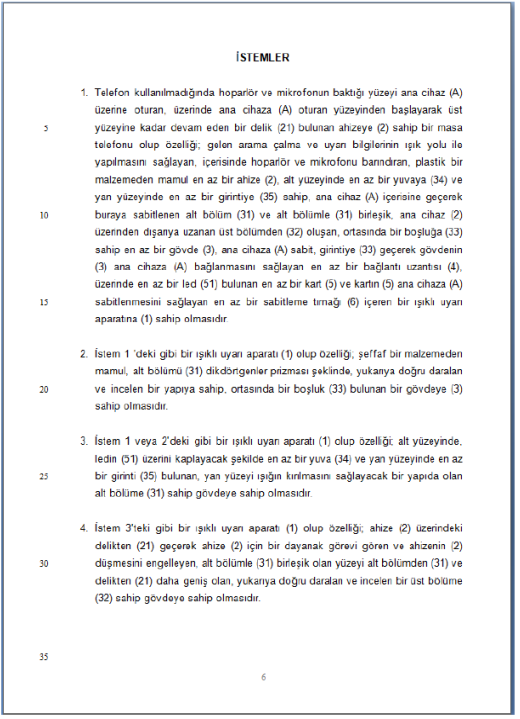 İSTEMLER
1. Telefon kullanılmadığında hoparlör ve mikrofonun baktığı yüzeyi ana cihaz (A)
üzerine oturan, üzerinde ana cihaza (A) oturan yüzeyinden başlayarak üst
5 yüzeyine kadar devam eden bir delik (21) bulunan ahizeye (2) sahip bir masa
telefonu olup özelliği; gelen arama çalma ve uyarı bilgilerinin ışık yolu ile
yapılmasını sağlayan, içerisinde hoparlör ve mikrofonu barındıran, plastik bir
malzemeden mamul en az bir ahize (2), alt yüzeyinde en az bir yuvaya (34) ve
yan yüzeyinde en az bir girintiye (35) sahip, ana cihaz (A) içerisine geçerek
10 buraya sabitlenen alt bölüm (31) ve alt bölümle (31) birleşik, ana cihaz (2)
üzerinden dışarıya uzanan üst bölümden (32) oluşan, ortasında bir boşluğa (33)
sahip en az bir gövde (3), ana cihaza (A) sabit, girintiye (33) geçerek gövdenin
(3) ana cihaza (A) bağlanmasını sağlayan en az bir bağlantı uzantısı (4),
üzerinde en az bir led (51) bulunan en az bir kart (5) ve kartın (5) ana cihaza (A)
15 sabitlenmesini sağlayan en az bir sabitleme tırnağı (6) içeren bir ışıklı uyarı
aparatına (1) sahip olmasıdır.
2. İstem 1 'deki gibi bir ışıklı uyarı aparatı (1) olup özelliği; şeffaf bir malzemeden
mamul, alt bölümü (31) dikdörtgenler prizması şeklinde, yukarıya doğru daralan
20 ve incelen bir yapıya sahip, ortasında bir boşluk (33) bulunan bir gövdeye (3)
sahip olmasıdır.
3. İstem 1 veya 2'deki gibi bir ışıklı uyarı aparatı (1) olup özelliği; alt yüzeyinde,
ledin (51) üzerini kaplayacak şekilde en az bir yuva (34) ve yan yüzeyinde en az
25 bir girinti (35) bulunan, yan yüzeyi ışığın kırılmasını sağlayacak bir yapıda olan
alt bölüme (31) sahip gövdeye sahip olmasıdır.
4. İstem 3'teki gibi bir ışıklı uyarı aparatı (1) olup özelliği; ahize (2) üzerindeki
delikten (21) geçerek ahize (2) için bir dayanak görevi gören ve ahizenin (2)
30 düşmesini engelleyen, alt bölümle (31) birleşik olan yüzeyi alt bölümden (31) ve
delikten (21) daha geniş olan, yukarıya doğru daralan ve incelen bir üst bölüme
(32) sahip gövdeye sahip olmasıdır.
35
6